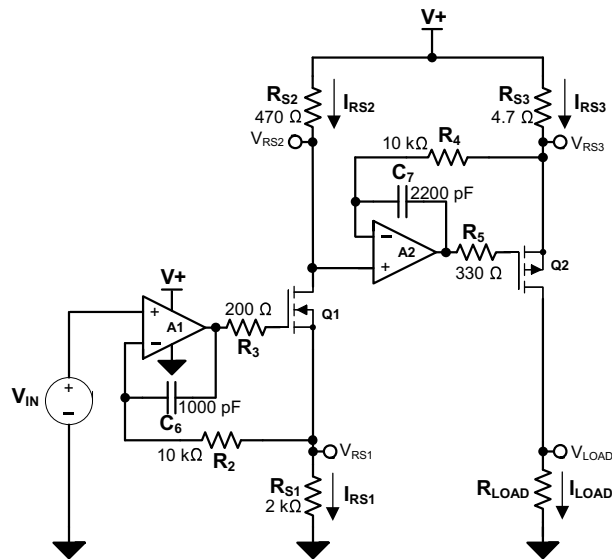 V+
RS2
470 Ω
IRS2
VRS2
RS3
4.7 Ω
IRS3
VRS3
R4
10 kΩ
C7
2200 pF
A2
R5
330 Ω
Q2
V+
A1
200 Ω
R3
Q1
VIN
1000 pF
C6
10 kΩ
R2
VRS1
RS1
2 kΩ
IRS1
VLOAD
RLOAD
ILOAD
+
−
+
−
−
+
+
−